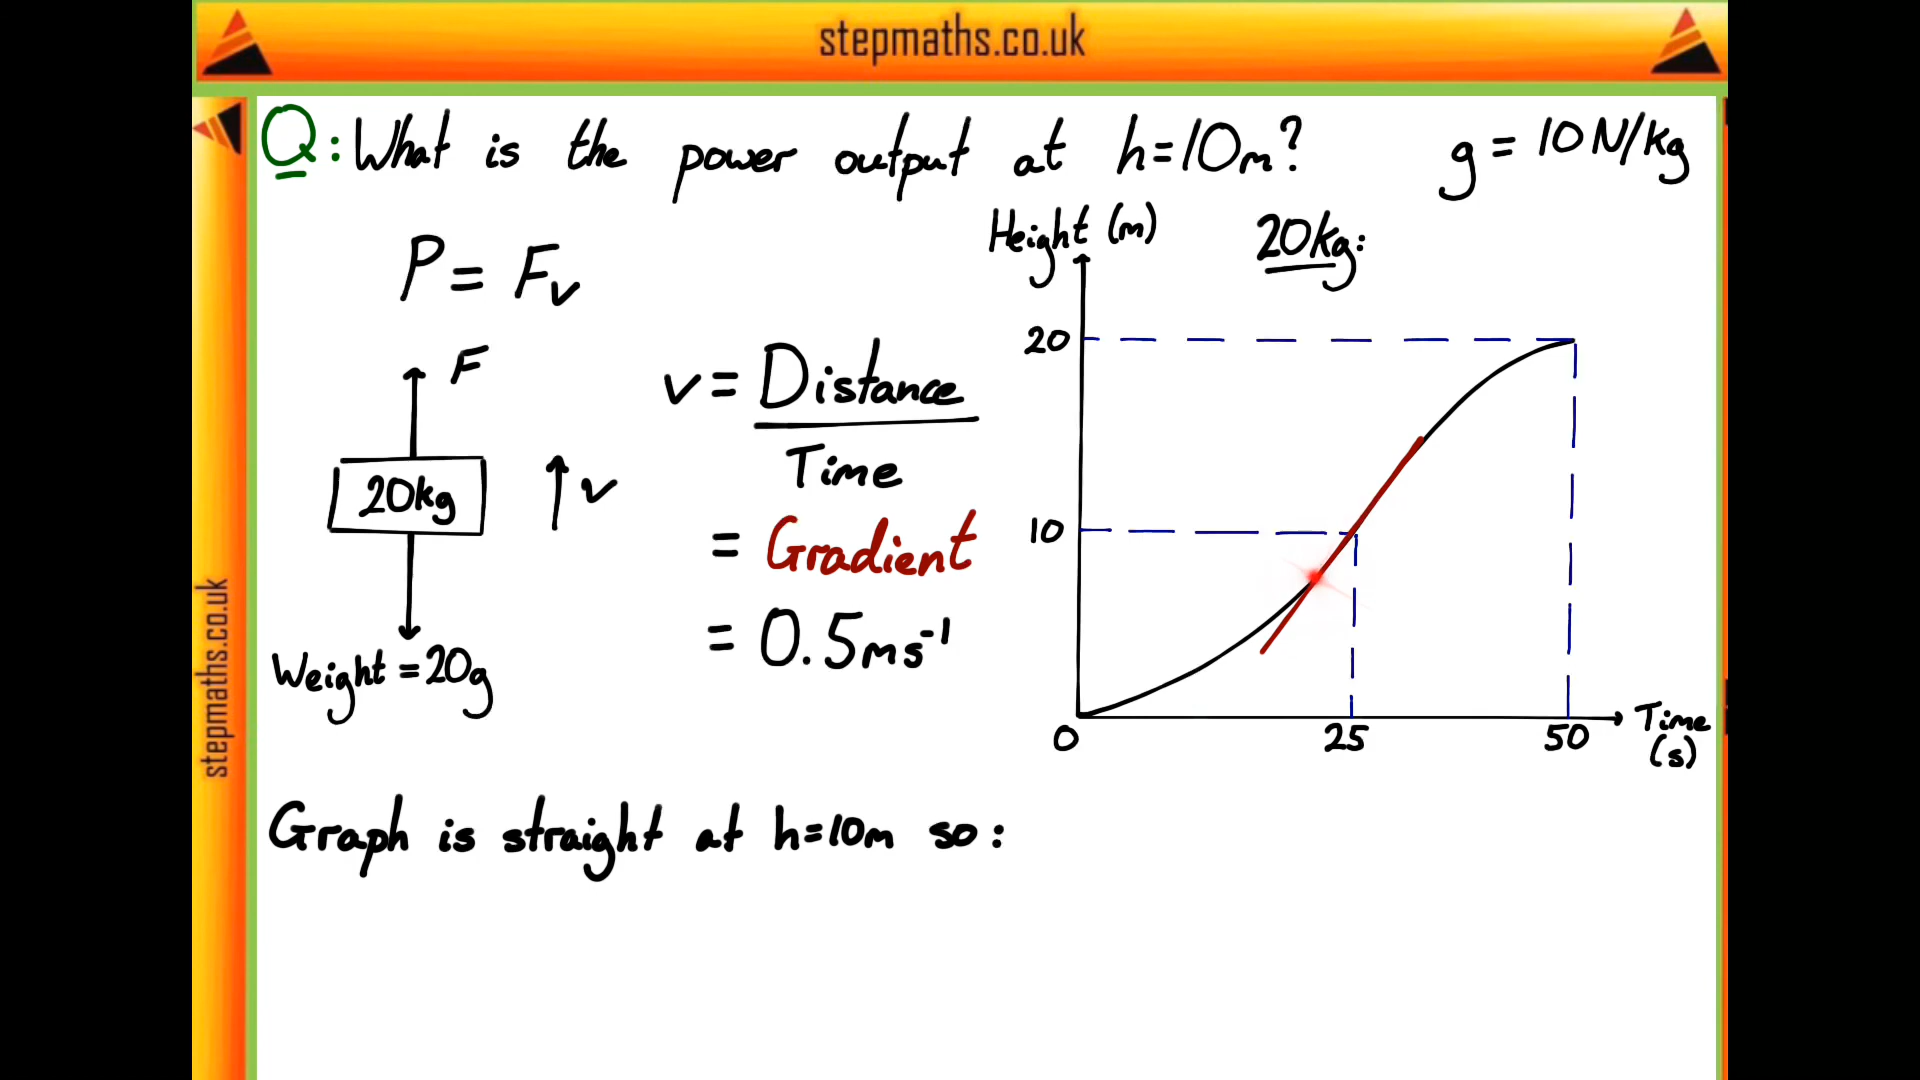 stepmaths.co.uk
Q: What is the power output at h=10m?
g = 10N/kg
P = Fv
Height (m)
20kg:
F
20kg
v
Weight = 20g
v = Distance
Time
= Gradient
= 0.5ms⁻¹
20
10
0
25
50
Time
(s)
stepmaths.co.uk
Graph is straight at h=10m so: